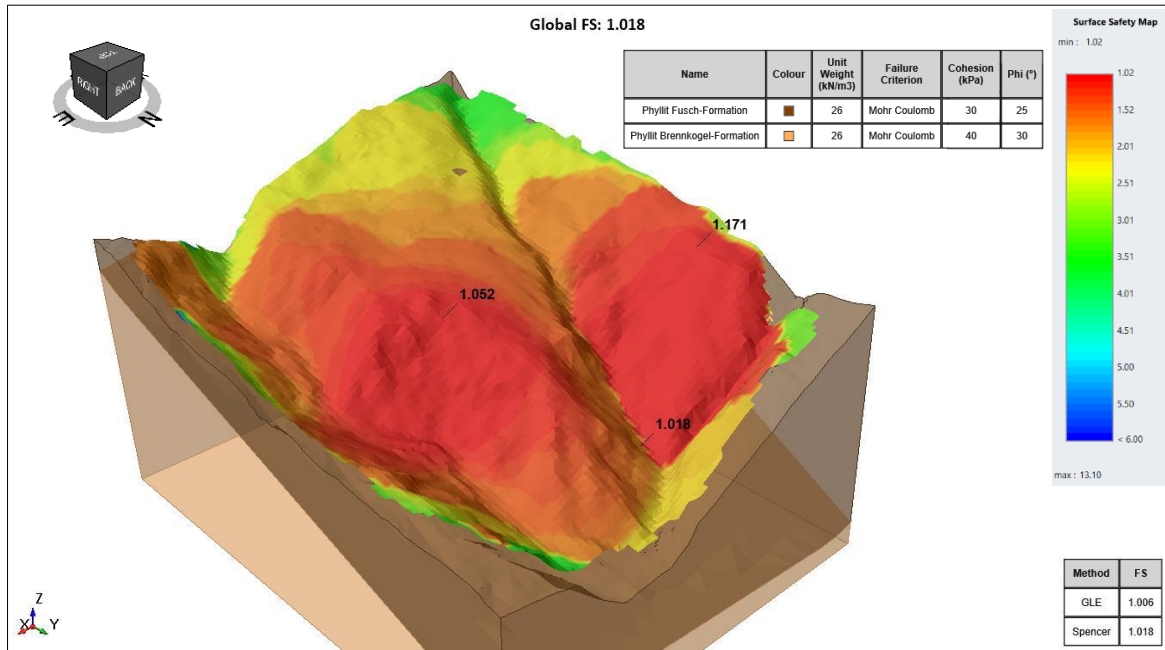 Global FS: 1.018
Surface Safety Map
min : 1.02
Name Colour Unit Weight (kN/m3) Failure Criterion Cohesion (kPa) Phi (°)
Phyllit Fusch-Formation 26 Mohr Coulomb 30 25
Phyllit Brennkogel-Formation 26 Mohr Coulomb 40 30
RIGHT
BACK
1.02
1.52
2.01
2.51
3.01
3.51
4.01
4.51
5.00
5.50
< 6.00
max : 13.10
1.171
1.052
1.018
Z
X Y
Method FS
GLE 1.006
Spencer 1.018